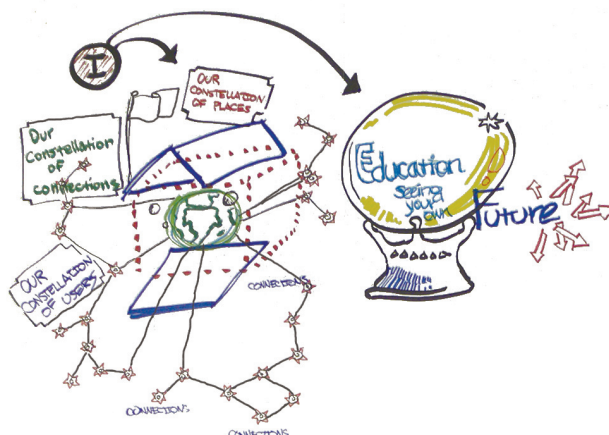 I
OUR
CONSTELLATION
OF PLACES
Our
Constellation
of
connections
Education
Seeing
your
own
Future
OUR
CONSTELLATION
OF USERS
CONNECTIONS
CONNECTIONS
CONNECTIONS